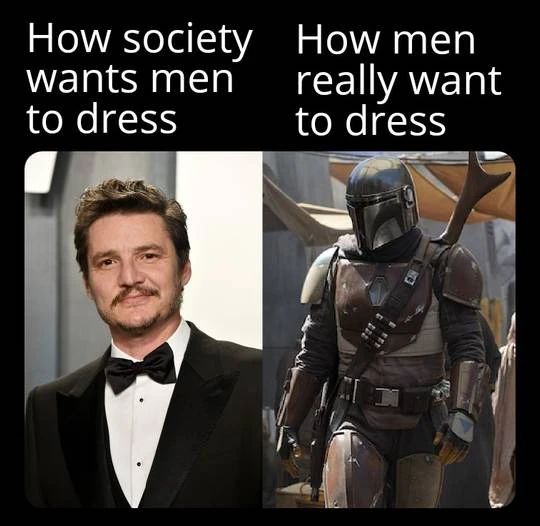 How society
wants men
to dress
How men
really want
to dress